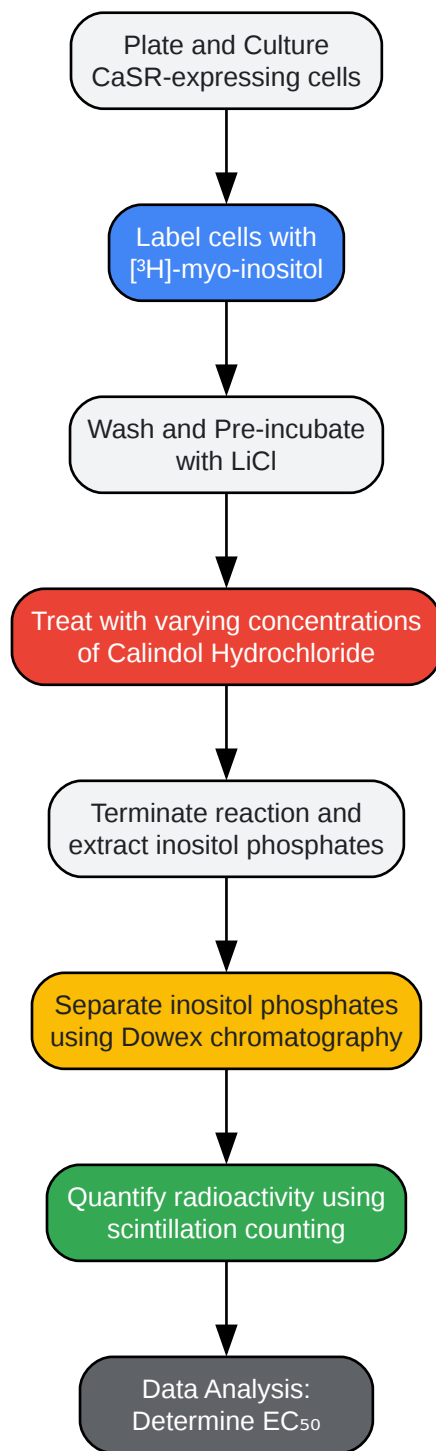 Plate and Culture
CaSR-expressing cells
Label cells with
[³H]-myo-inositol
Wash and Pre-incubate
with LiCl
Treat with varying concentrations
of Calindol Hydrochloride
Terminate reaction and
extract inositol phosphates
Separate inositol phosphates
using Dowex chromatography
Quantify radioactivity using
scintillation counting
Data Analysis:
Determine EC₅₀